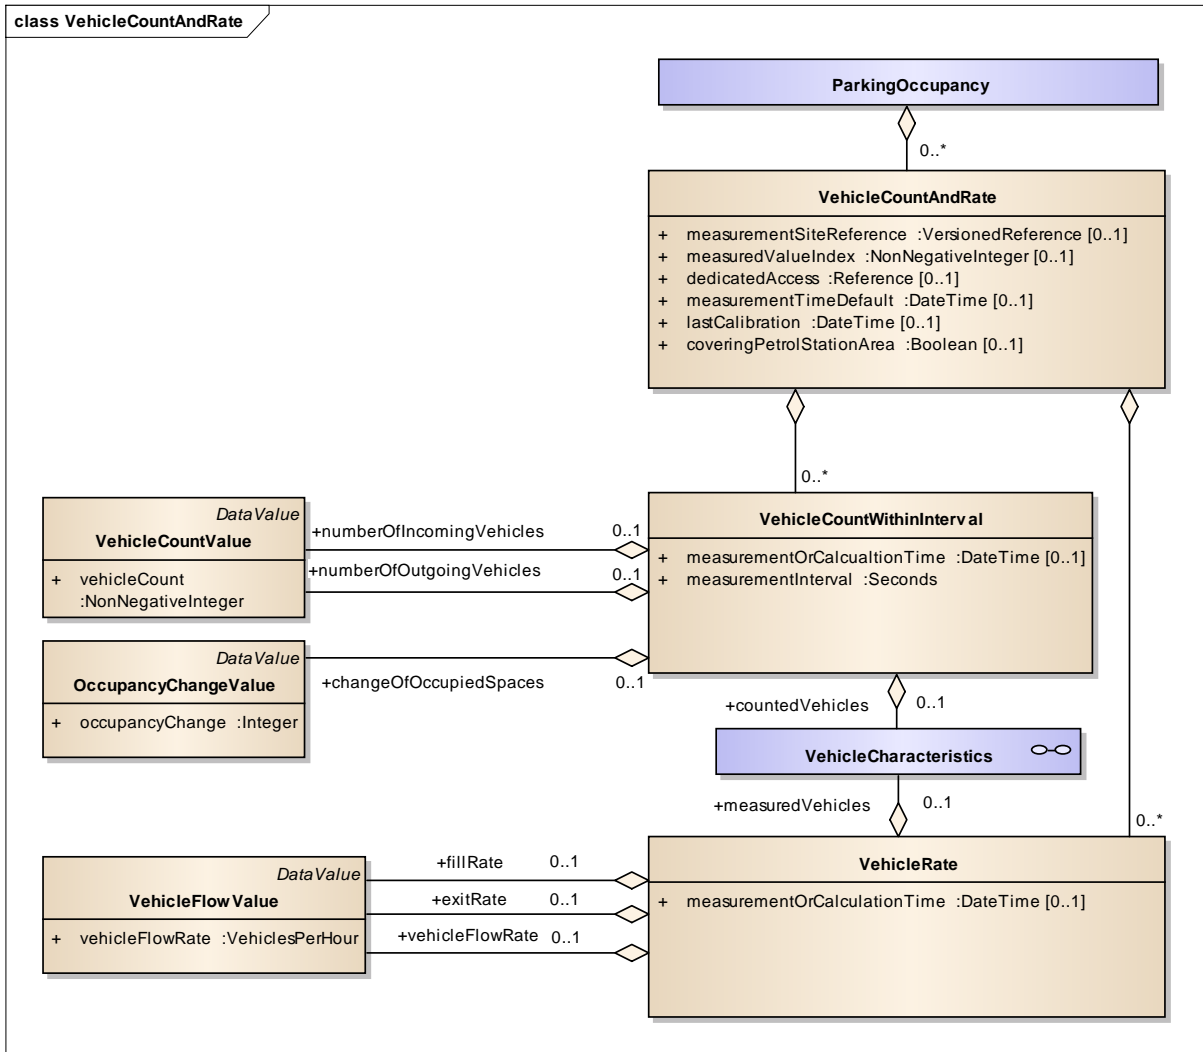 class VehicleCountAndRate
ParkingOccupancy
0..*
VehicleCountAndRate
+ measurementSiteReference :VersionedReference [0..1]
+ measuredValueIndex :NonNegativeInteger [0..1]
+ dedicatedAccess :Reference [0..1]
+ measurementTimeDefault :DateTime [0..1]
+ lastCalibration :DateTime [0..1]
+ coveringPetrolStationArea :Boolean [0..1]
0..*
DataValue
VehicleCountValue
+ vehicleCount
:NonNegativeInteger
+numberOfIncomingVehicles 0..1
+numberOfOutgoingVehicles 0..1
VehicleCountWithinInterval
+ measurementOrCalcualtionTime :DateTime [0..1]
+ measurementInterval :Seconds
DataValue
OccupancyChangeValue
+ occupancyChange :Integer
+changeOfOccupiedSpaces 0..1
+countedVehicles 0..1
VehicleCharacteristics
+measuredVehicles 0..1
0..*
DataValue
VehicleFlowValue
+ vehicleFlowRate :VehiclesPerHour
+fillRate 0..1
+exitRate 0..1
+vehicleFlowRate 0..1
VehicleRate
+ measurementOrCalculationTime :DateTime [0..1]